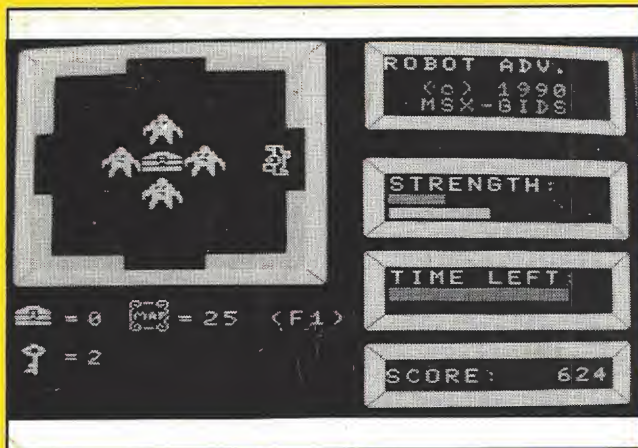 ROBOT ADV.
(c) 1990
MSX-GIDS
STRENGTH:
TIME LEFT:
SCORE: 624
= 0 MAP = 25 (F1)
= 2